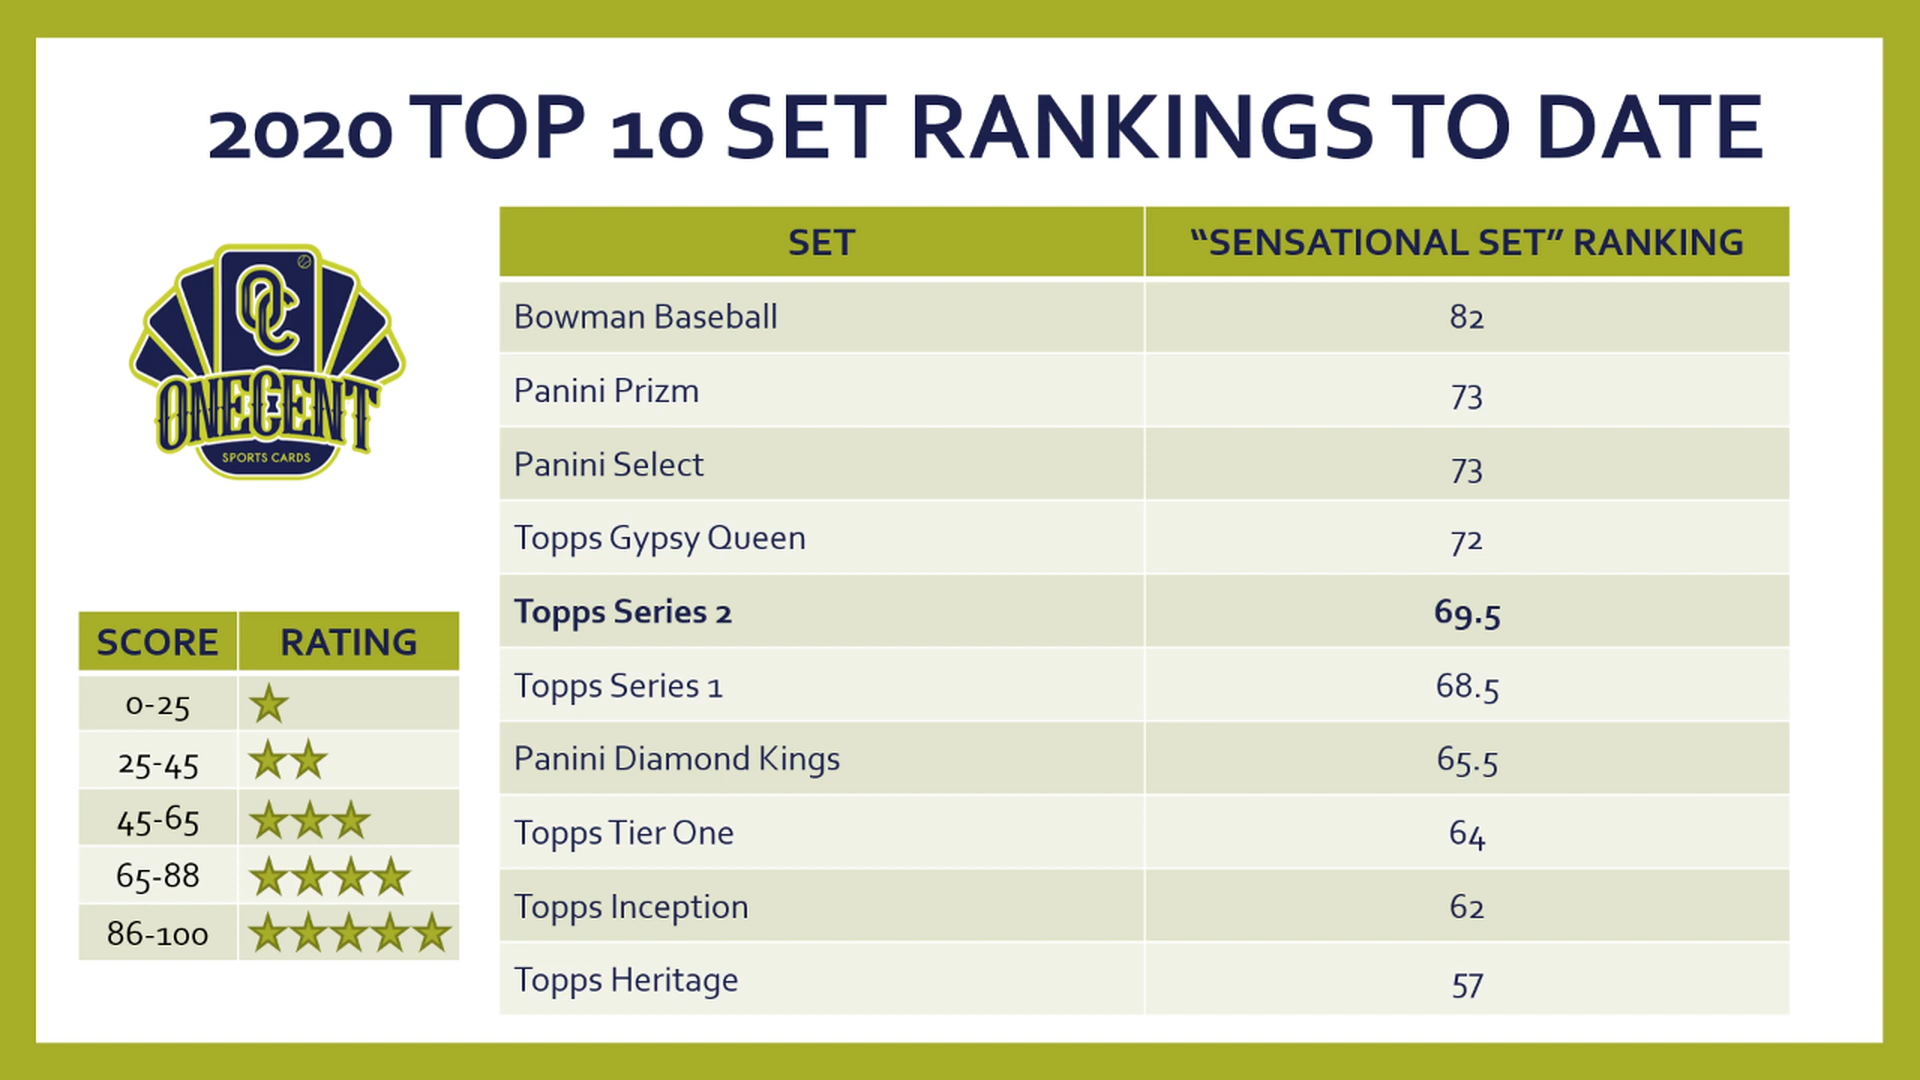 2020 TOP 10 SET RANKINGS TO DATE
OC
ONECENT
SPORTS CARDS
SCORE RATING
0-25
25-45
45-65
65-88
86-100
SET “SENSATIONAL SET” RANKING
Bowman Baseball 82
Panini Prizm 73
Panini Select 73
Topps Gypsy Queen 72
Topps Series 2 69.5
Topps Series 1 68.5
Panini Diamond Kings 65.5
Topps Tier One 64
Topps Inception 62
Topps Heritage 57